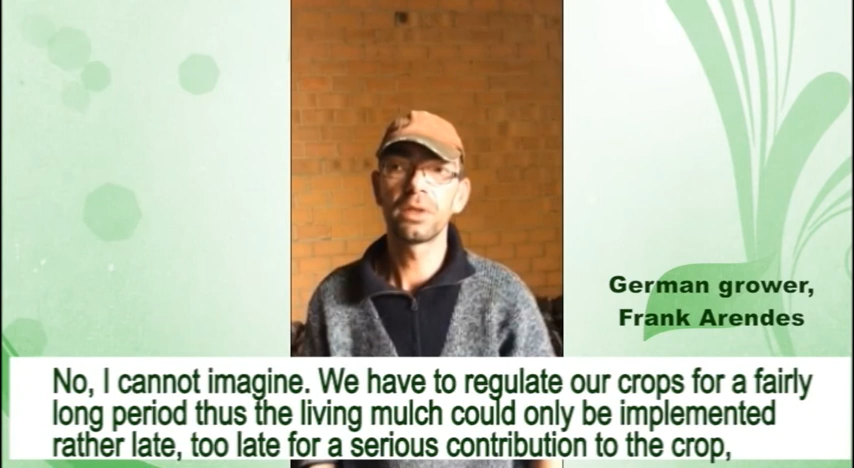 German grower,
Frank Arendes
No, I cannot imagine. We have to regulate our crops for a fairly
long period thus the living mulch could only be implemented
rather late, too late for a serious contribution to the crop,